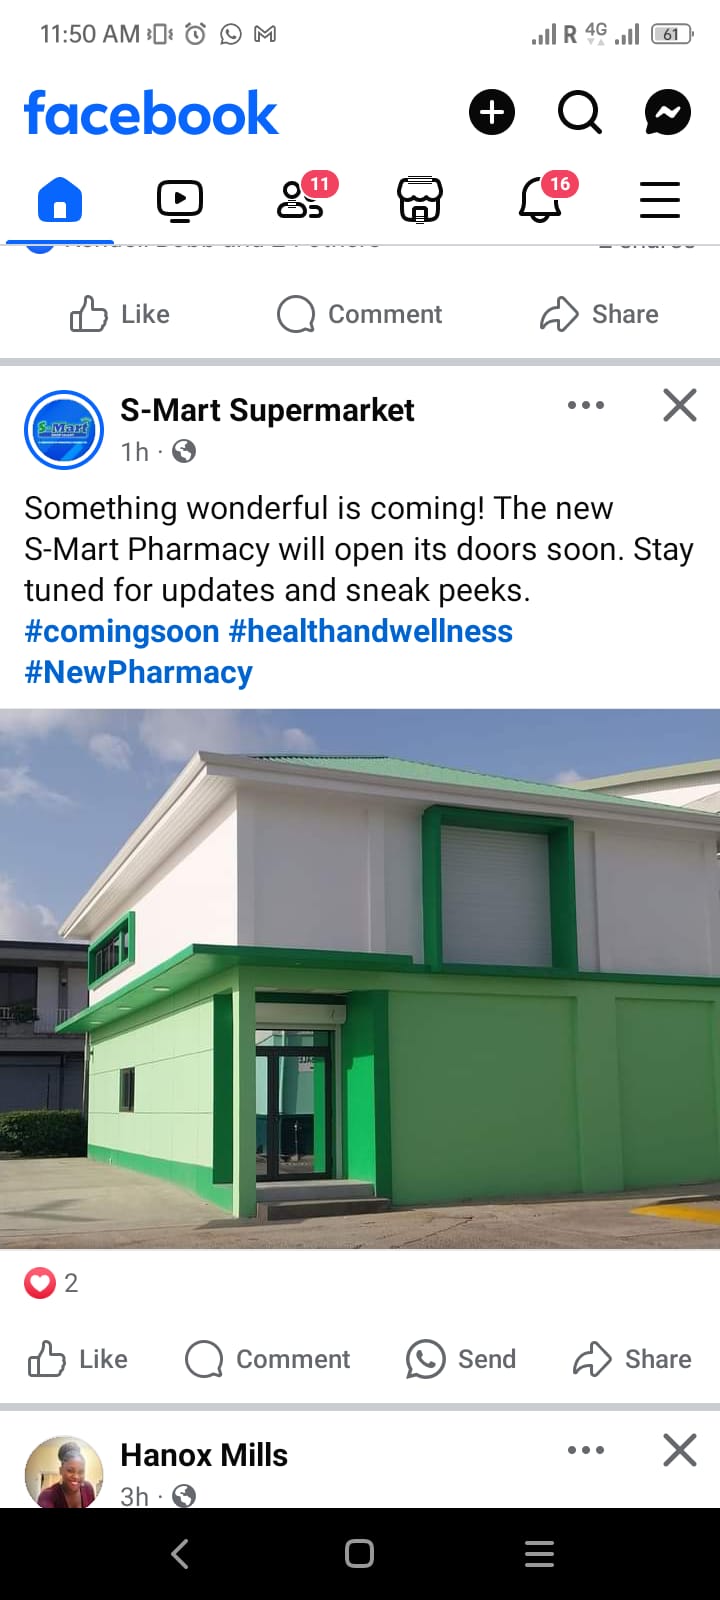 11:50 AM
R 4G 61
facebook
11
16
Like Comment Share
S-Mart Supermarket
1h ·
Something wonderful is coming! The new
S-Mart Pharmacy will open its doors soon. Stay
tuned for updates and sneak peeks.
#comingsoon #healthandwellness
#NewPharmacy
2
Like Comment Send Share
Hanox Mills
3h ·